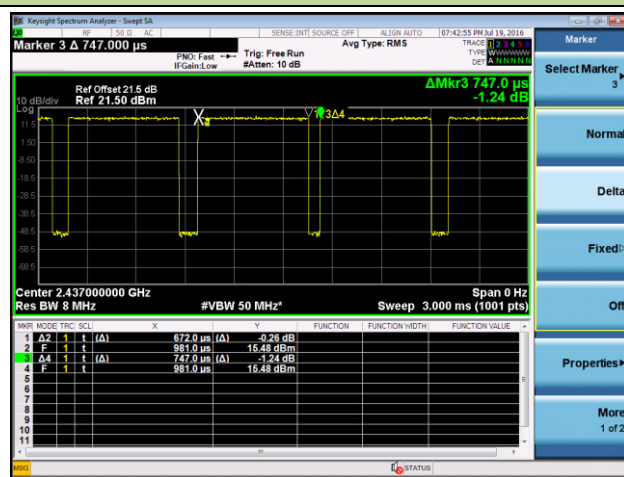 Keysight Spectrum Analyzer - Swept SA
RF 50 Ω AC SENSE:INT SOURCE OFF ALIGN AUTO 07:42:55 PM Jul 19, 2016
Marker 3 Δ 747.000 µs
PNO: Fast
IFGain:Low
Trig: Free Run
#Atten: 10 dB
Avg Type: RMS
TRACE 1 2 3 4 5 6
TYPE WWWWWW
DET A N N N N N
Ref Offset 21.5 dB
10 dB/div Ref 21.50 dBm
ΔMkr3 747.0 µs
-1.24 dB
Log
11.5
1.50
-8.50
-18.5
-28.5
-38.5
-48.5
-58.5
-68.5
3Δ4
Center 2.437000000 GHz Span 0 Hz
Res BW 8 MHz #VBW 50 MHz* Sweep 3.000 ms (1001 pts)
MKR MODE TRC SCL X Y FUNCTION FUNCTION WIDTH FUNCTION VALUE
1 Δ2 1 t (Δ) 672.0 µs (Δ) -0.26 dB
2 F 1 t 981.0 µs 15.48 dBm
3 Δ4 1 t (Δ) 747.0 µs (Δ) -1.24 dB
4 F 1 t 981.0 µs 15.48 dBm
5
6
7
8
9
10
11
MSG STATUS
Marker
Select Marker
3
Normal
Delta
Fixed
Off
Properties
More
1 of 2